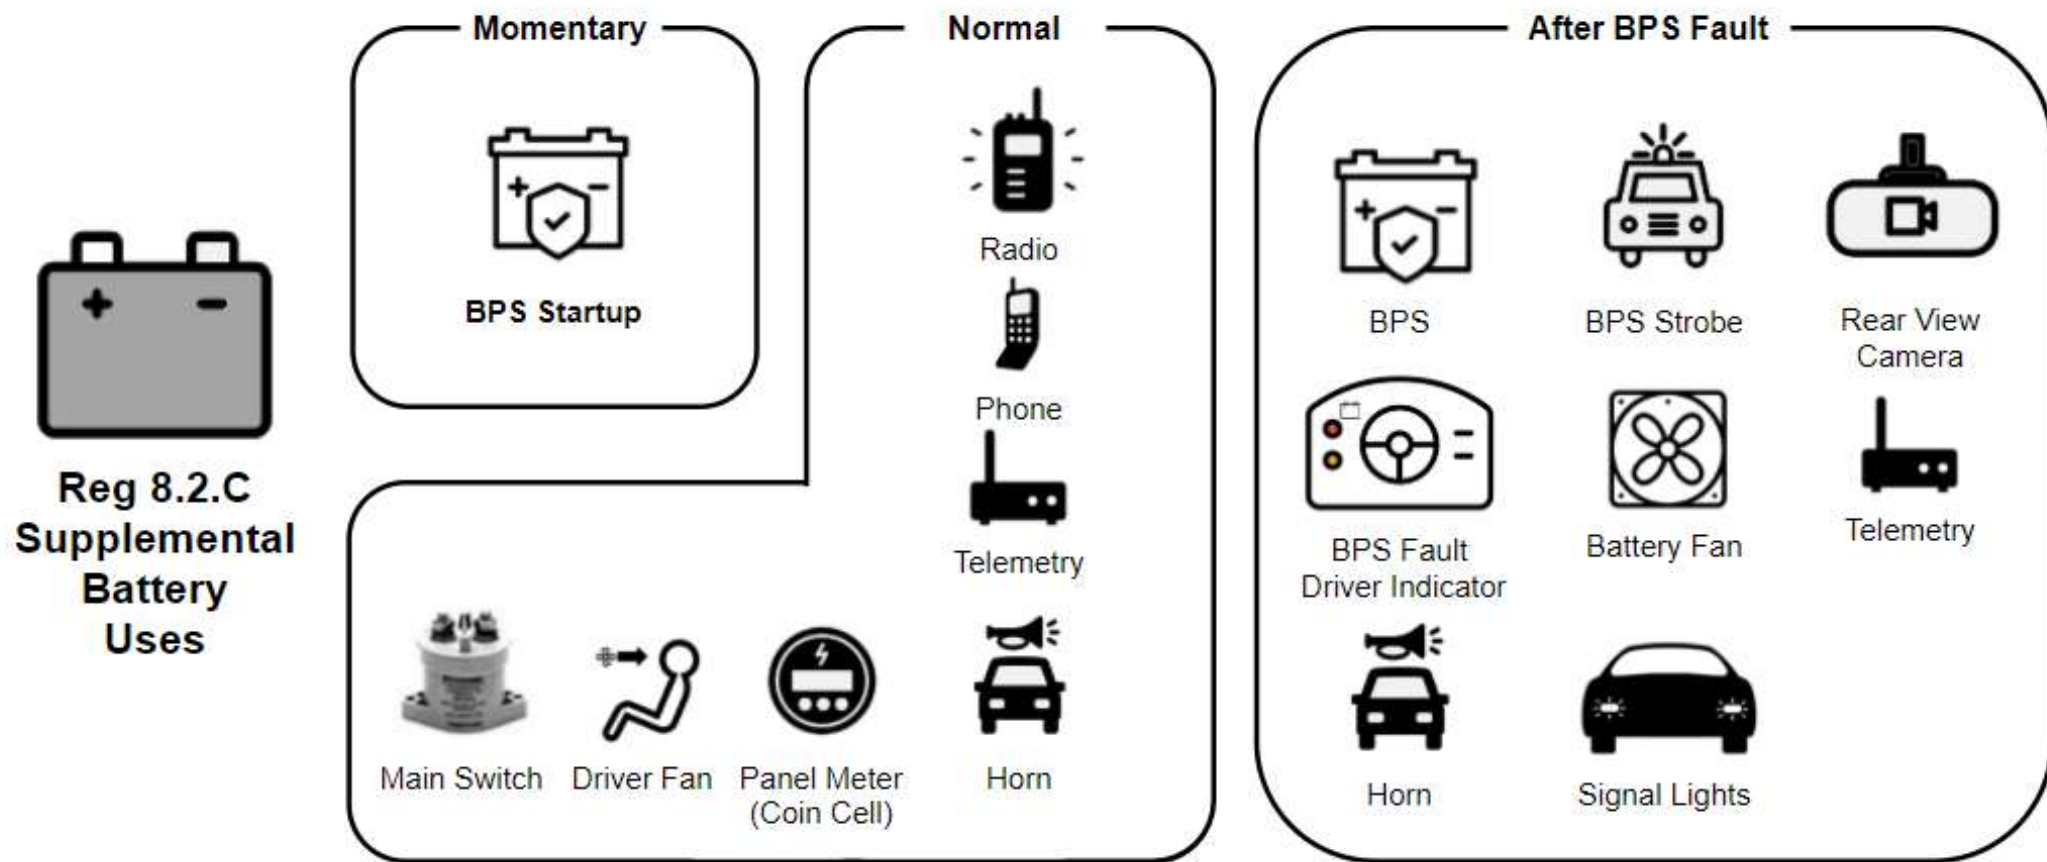 Momentary
Normal
After BPS Fault
Reg 8.2.C
Supplemental
Battery
Uses
BPS Startup
Radio
Phone
Telemetry
Main Switch
Driver Fan
Panel Meter
(Coin Cell)
Horn
BPS
BPS Strobe
Rear View
Camera
BPS Fault
Driver Indicator
Battery Fan
Telemetry
Horn
Signal Lights